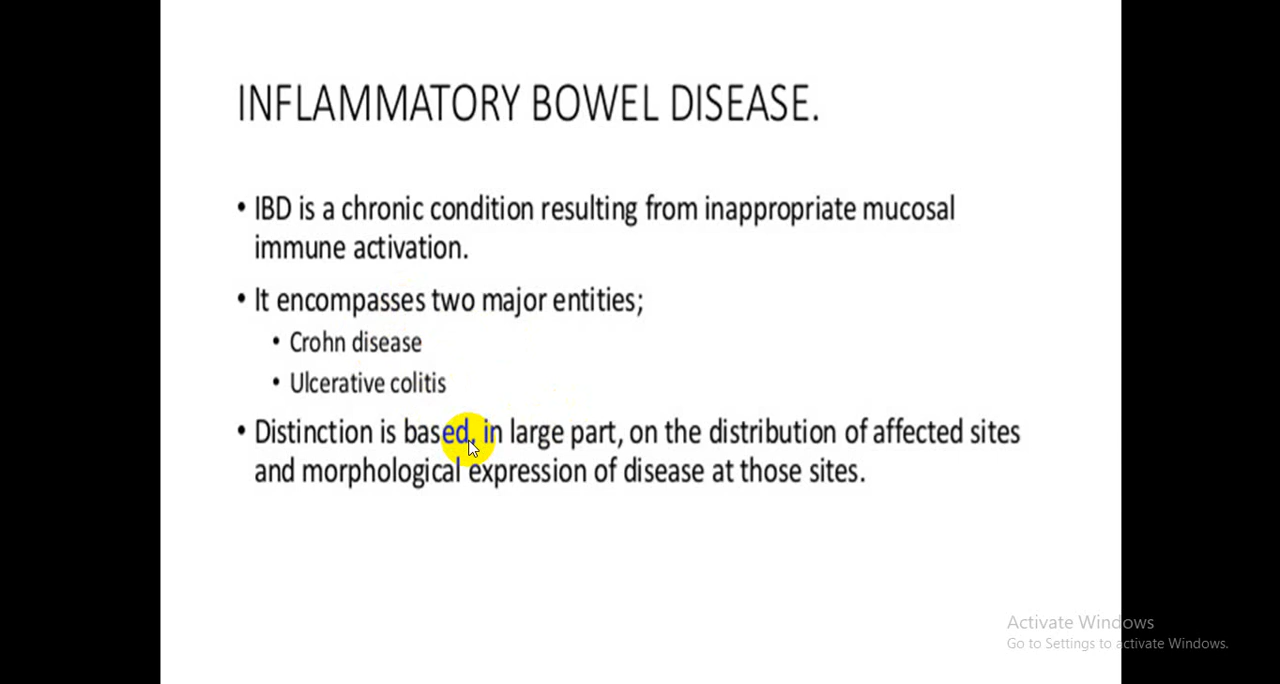 INFLAMMATORY BOWEL DISEASE.
• IBD is a chronic condition resulting from inappropriate mucosal
immune activation.
• It encompasses two major entities;
• Crohn disease
• Ulcerative colitis
• Distinction is based, in large part, on the distribution of affected sites
and morphological expression of disease at those sites.
Activate Windows
Go to Settings to activate Windows.